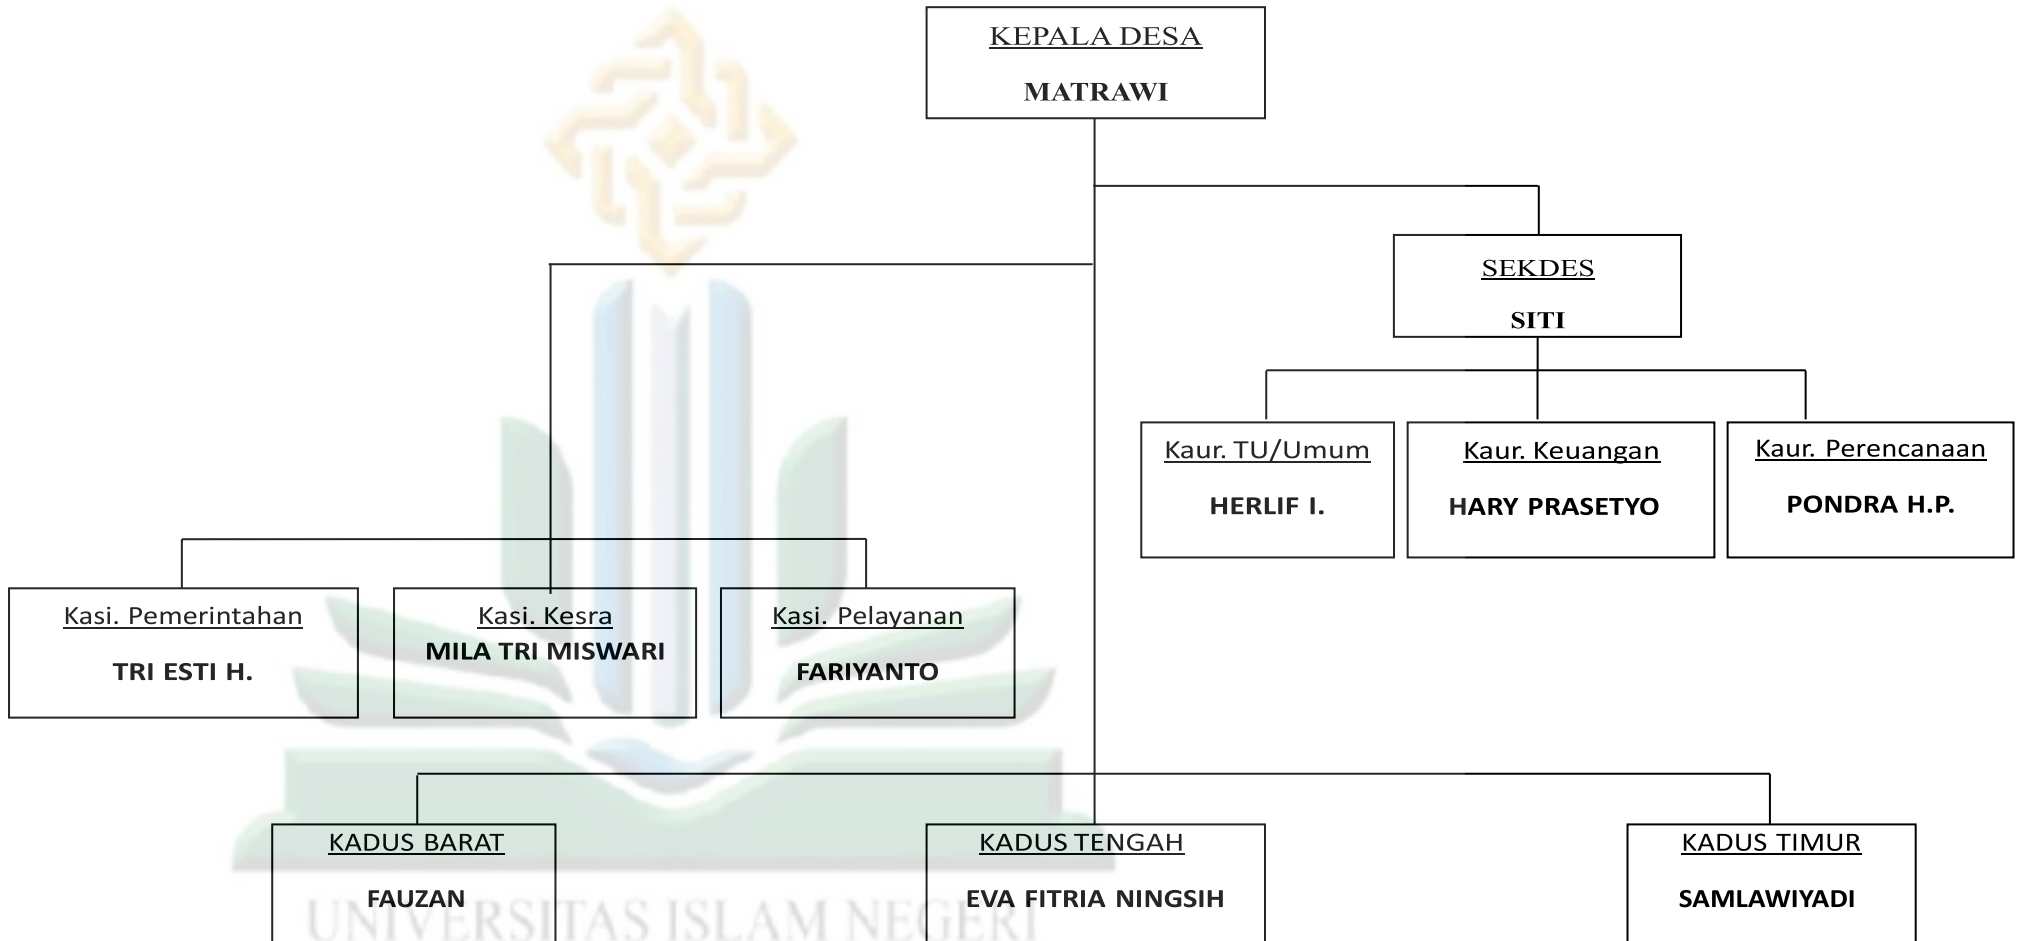 KEPALA DESA
MATRAWI
SEKDES
SITI
Kaur. TU/Umum
HERLIF I.
Kaur. Keuangan
HARY PRASETYO
Kaur. Perencanaan
PONDRA H.P.
Kasi. Pemerintahan
TRI ESTI H.
Kasi. Kesra
MILA TRI MISWARI
Kasi. Pelayanan
FARIYANTO
KADUS BARAT
FAUZAN
KADUS TENGAH
EVA FITRIA NINGSIH
KADUS TIMUR
SAMLAWIYADI
UNIVERSITAS ISLAM NEGERI